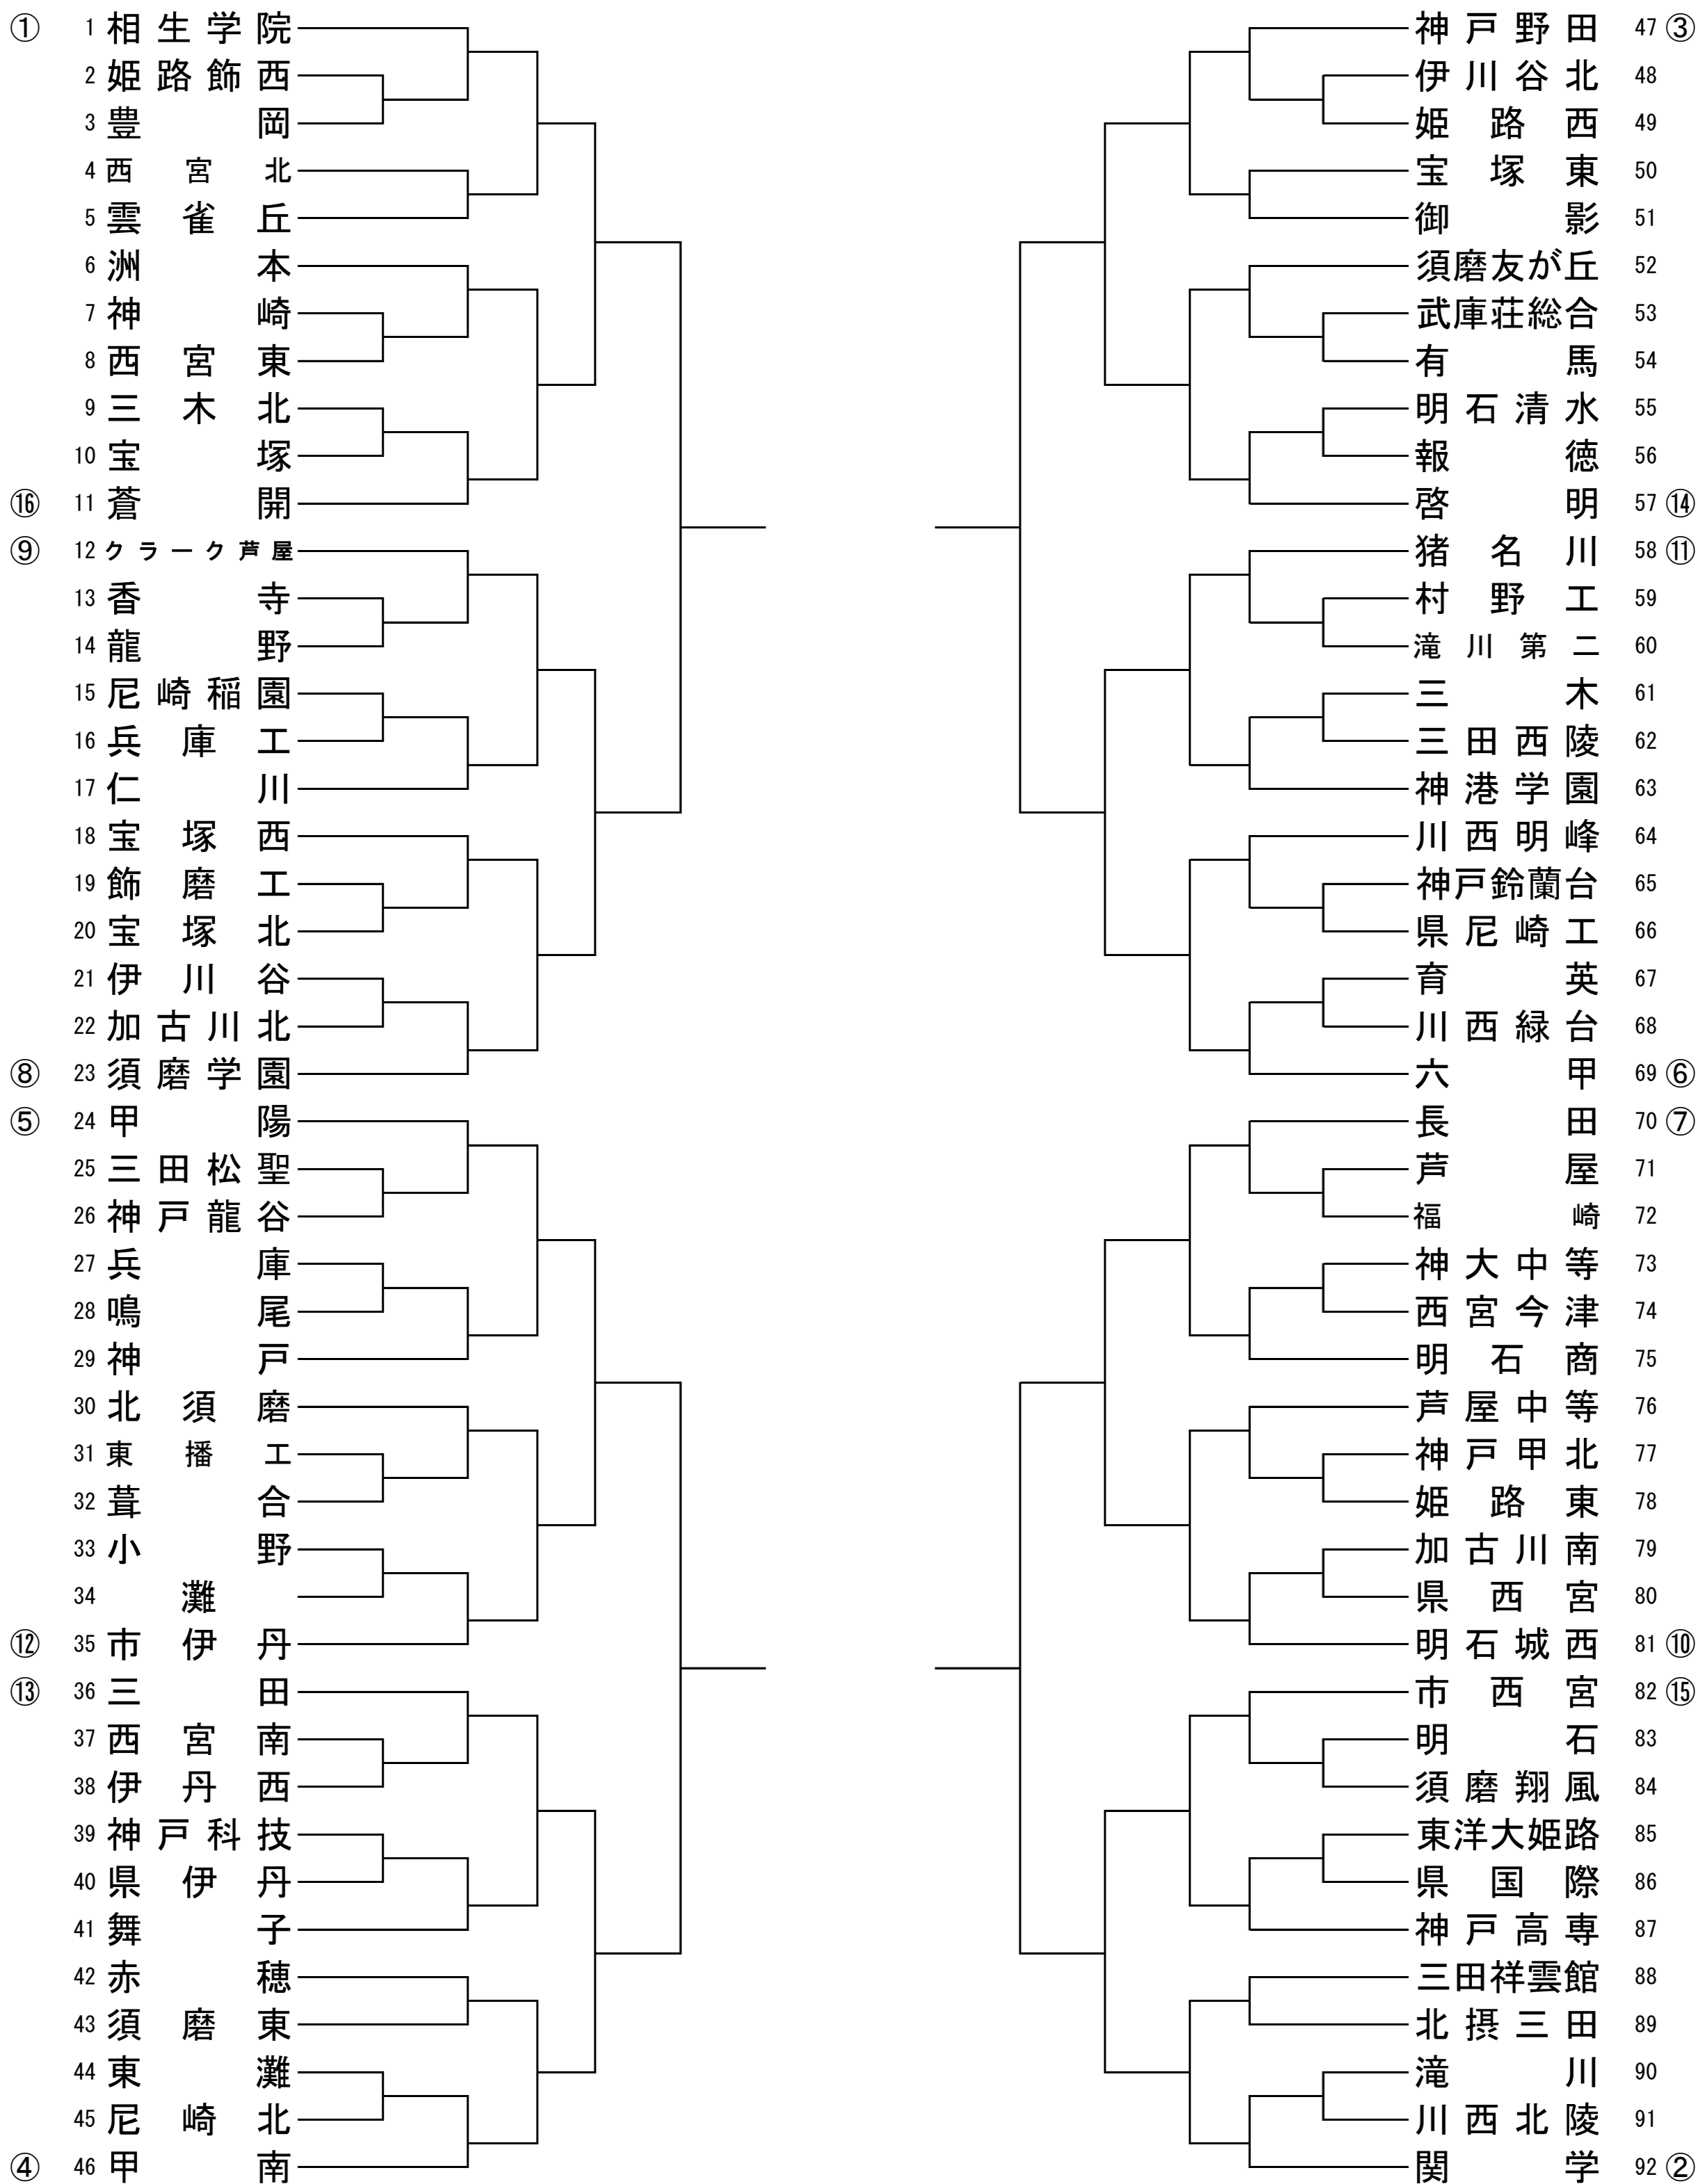 ① 1 相生学院
2 姫路飾西
3 豊岡
4 西宮北
5 雲雀丘
6 洲本
7 神崎
8 西宮東
9 三木北
10 宝塚
⑯ 11 蒼開
⑨ 12 クラーク芦屋
13 香寺
14 龍野
15 尼崎稲園
16 兵庫工
17 仁川
18 宝塚西
19 飾磨工
20 宝塚北
21 伊川谷
22 加古川北
⑧ 23 須磨学園
⑤ 24 甲陽
25 三田松聖
26 神戸龍谷
27 兵庫
28 鳴尾
29 神戸
30 北須磨
31 東播工
32 葺合
33 小野
34 灘
⑫ 35 市伊丹
⑬ 36 三田
37 西宮南
38 伊丹西
39 神戸科技
40 県伊丹
41 舞子
42 赤穂
43 須磨東
44 東灘
45 尼崎北
④ 46 甲南
神戸野田 47 ③
伊川谷北 48
姫路西 49
宝塚東 50
御影 51
須磨友が丘 52
武庫荘総合 53
有馬 54
明石清水 55
報徳 56
啓明 57 ⑭
猪名川 58 ⑪
村野工 59
滝川第二 60
三木 61
三田西陵 62
神港学園 63
川西明峰 64
神戸鈴蘭台 65
県尼崎工 66
育英 67
川西緑台 68
六甲 69 ⑥
長田 70 ⑦
芦屋 71
福崎 72
神大中等 73
西宮今津 74
明石商 75
芦屋中等 76
神戸甲北 77
姫路東 78
加古川南 79
県西宮 80
明石城西 81 ⑩
市西宮 82 ⑮
明石 83
須磨翔風 84
東洋大姫路 85
県国際 86
神戸高専 87
三田祥雲館 88
北摂三田 89
滝川 90
川西北陵 91
関学 92 ②